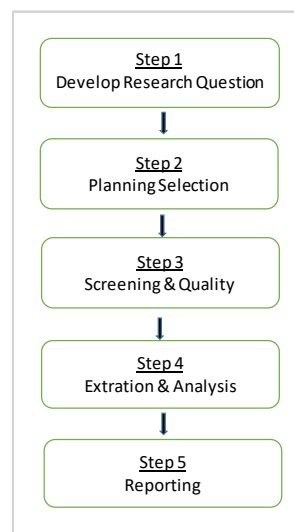 Step 1
Develop Research Question
Step 2
Planning Selection
Step 3
Screening & Quality
Step 4
Extration & Analysis
Step 5
Reporting